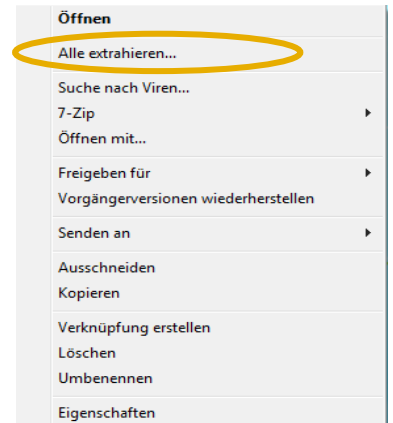 Öffnen
Alle extrahieren...
Suche nach Viren...
7-Zip
Öffnen mit...
Freigeben für
Vorgängerversionen wiederherstellen
Senden an
Ausschneiden
Kopieren
Verknüpfung erstellen
Löschen
Umbenennen
Eigenschaften